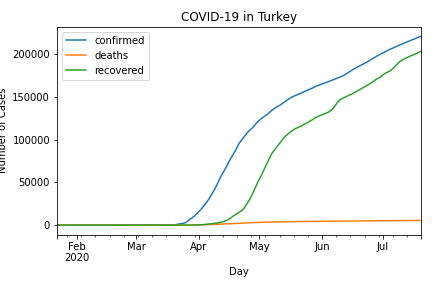 COVID-19 in Turkey
confirmed
deaths
recovered
200000
150000
100000
50000
0
Number of Cases
Feb Mar Apr May Jun Jul
2020
Day